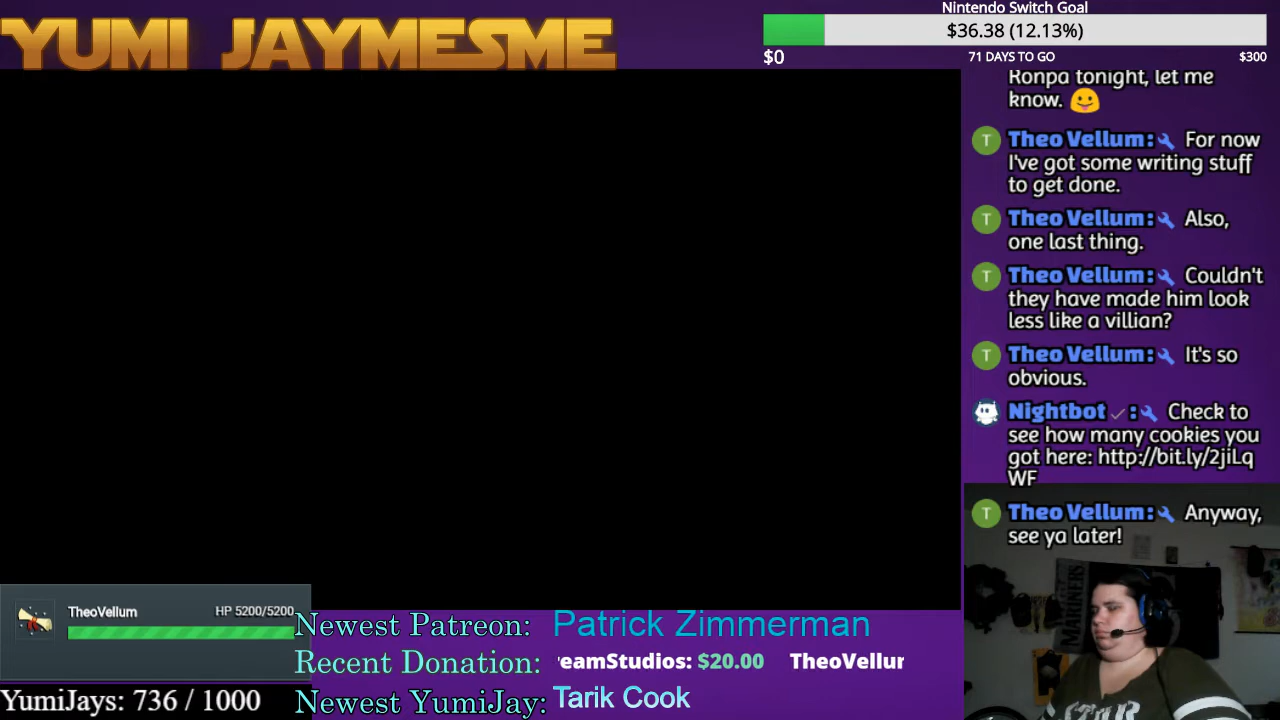 YUMI JAYMESME
Nintendo Switch Goal
$36.38 (12.13%)
$0
71 DAYS TO GO
$300
Ronpa tonight, let me
know.
T
Theo Vellum: For now
I've got some writing stuff
to get done.
T
Theo Vellum: Also,
one last thing.
T
Theo Vellum: Couldn't
they have made him look
less like a villian?
T
Theo Vellum: It's so
obvious.
Nightbot : Check to
see how many cookies you
got here: http://bit.ly/2jiLq
WF
T
Theo Vellum: Anyway,
see ya later!
MARINERS
TheoVellum
HP 5200/5200
Newest Patreon: Patrick Zimmerman
Recent Donation: eamStudios: $20.00 TheoVellu
YumiJays: 736 / 1000
Newest YumiJay: Tarik Cook